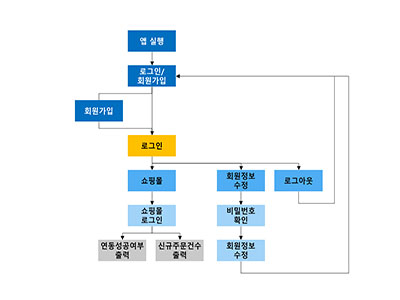 앱 실행
로그인/
회원가입
회원가입
로그인
쇼핑몰
회원정보
수정
로그아웃
쇼핑몰
로그인
비밀번호
확인
연동성공여부
출력
신규주문건수
출력
회원정보
수정